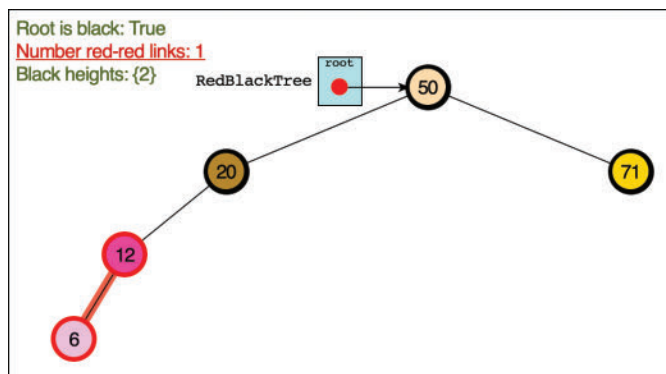 Root is black: True
Number red-red links: 1
Black heights: {2}
root
RedBlackTree
50
20
71
12
6